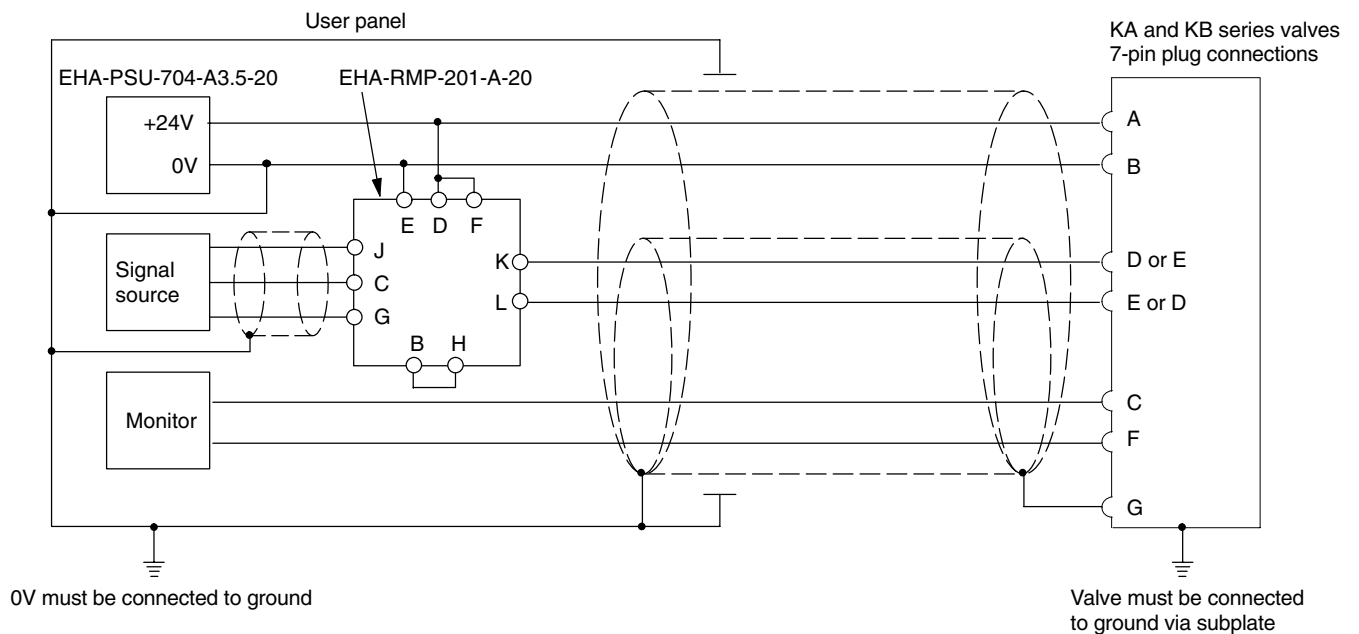 User panel
KA and KB series valves
7-pin plug connections
EHA-PSU-704-A3.5-20
EHA-RMP-201-A-20
+24V
0V
A
B
E D F
J
C
G
K
L
B H
Signal
source
D or E
E or D
Monitor
C
F
G
0V must be connected to ground
Valve must be connected
to ground via subplate